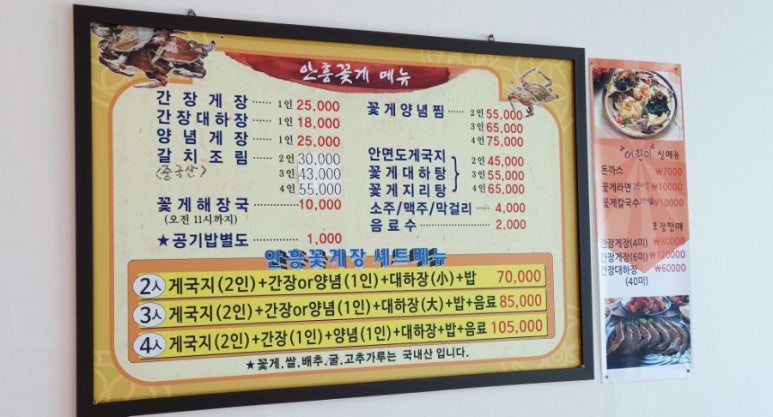 안흥꽃게 메뉴
간장게장 ······ 1인 25,000
간장대하장 ···· 1인 18,000
양념게장 ······ 1인 25,000
갈치조림 ······ 2인 30,000
<중국산> 3인 43,000
4인 55,000
꽃게해장국 ········ 10,000
(오전 11시까지)
★공기밥별도 ······ 1,000
꽃게양념찜 ···· 2인 55,000
3인 65,000
4인 75,000
안면도게국지 2인 45,000
꽃게대하탕 3인 55,000
꽃게지리탕 4인 65,000
소주/맥주/막걸리 ···· 4,000
음료수 ········ 2,000
안흥꽃게장 세트메뉴
2人 게국지(2인)+간장or양념(1인)+대하장(小)+밥 70,000
3人 게국지(2인)+간장or양념(1인)+대하장(大)+밥+음료 85,000
4人 게국지(2인)+간장(1인)+양념(1인)+대하장+밥+음료 105,000
★꽃게.쌀.배추.굴.고추가루는 국내산 입니다.
"어린이" 신메뉴
돈까스 ₩7000
꽃게라면 ₩10000
꽃게칼국수 ₩10000
포장판매
간장게장(4미) ₩80000
간장게장(6미) ₩120000
간장대하장 ₩60000
(40미)